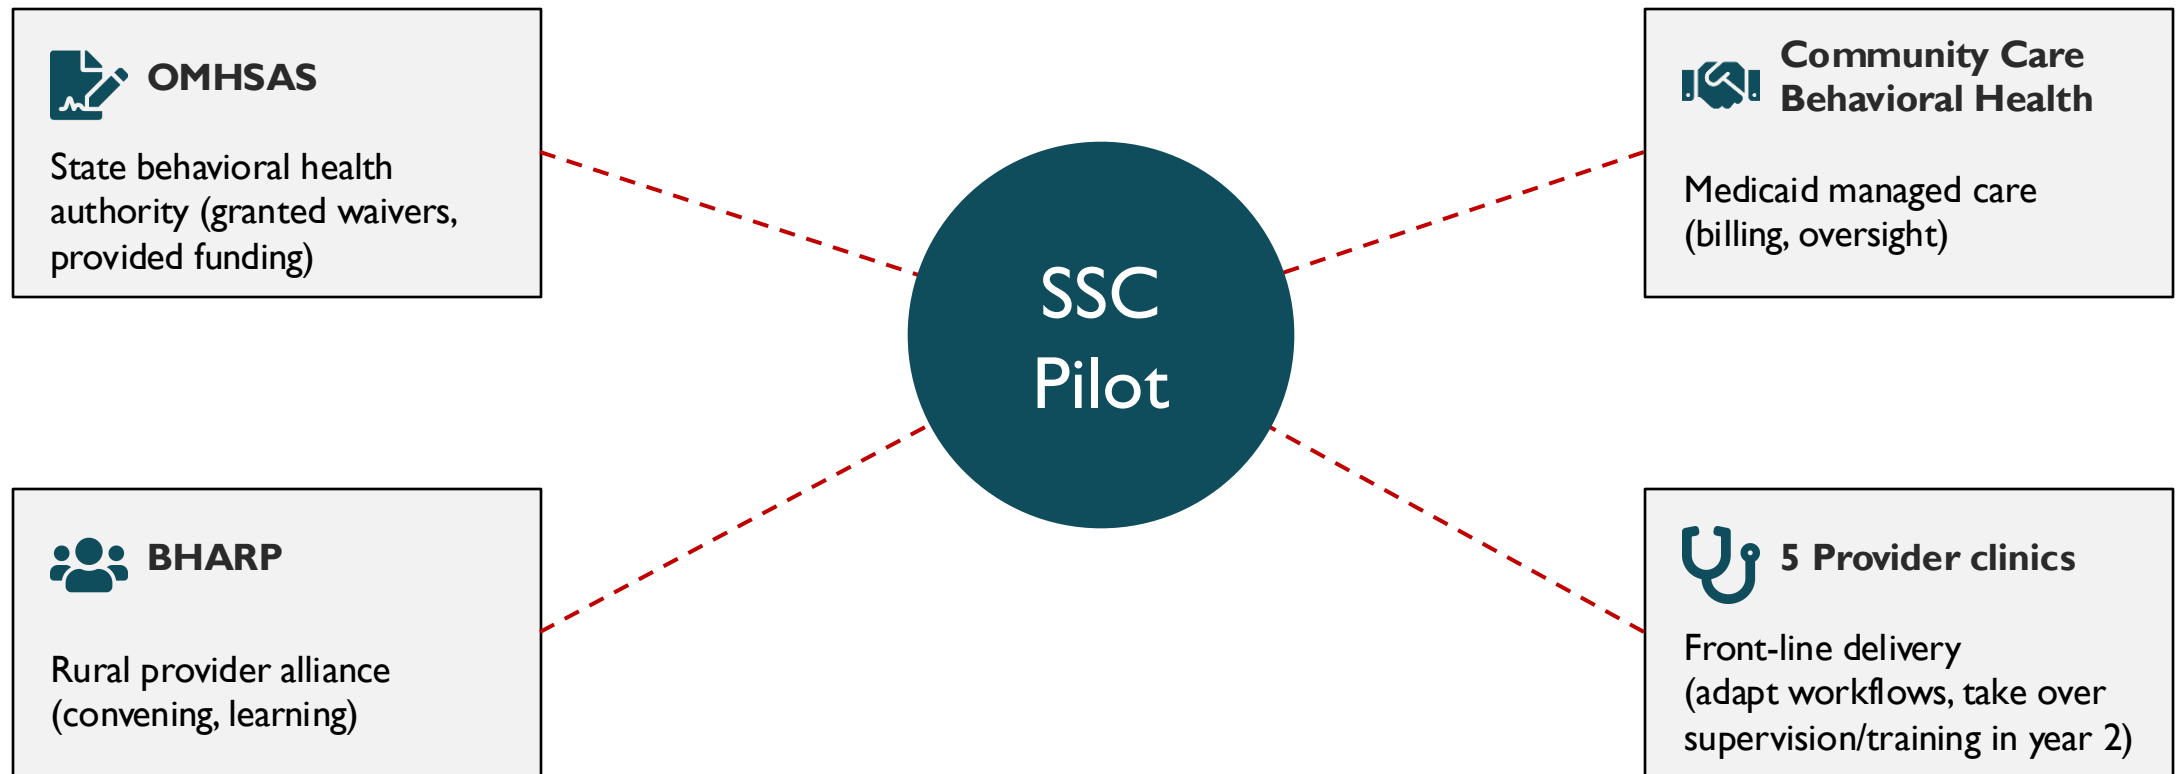 OMHSAS
State behavioral health
authority (granted waivers,
provided funding)
Community Care
Behavioral Health
Medicaid managed care
(billing, oversight)
SSC
Pilot
BHARP
Rural provider alliance
(convening, learning)
5 Provider clinics
Front-line delivery
(adapt workflows, take over
supervision/training in year 2)